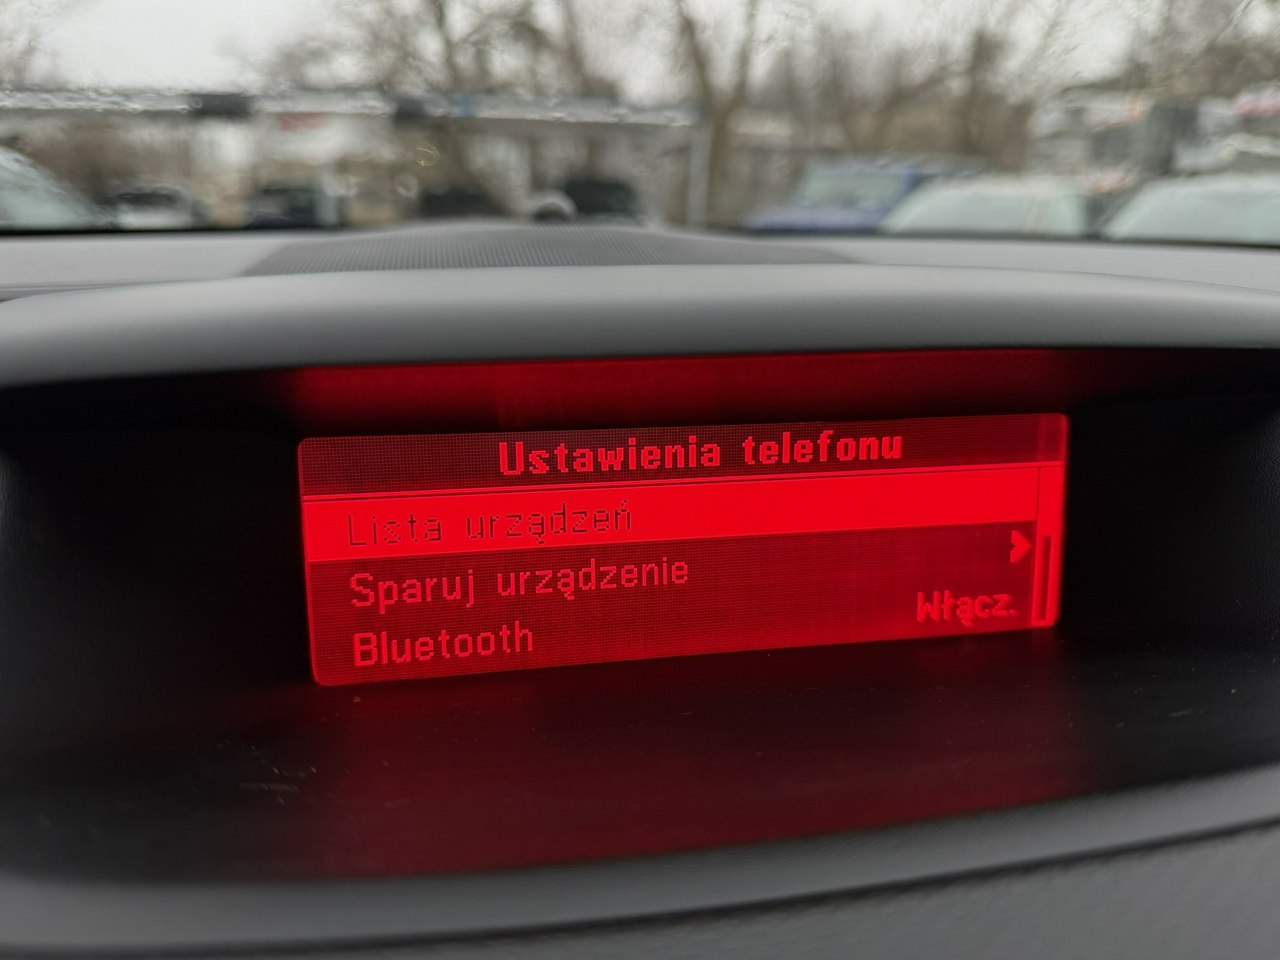 Ustawienia telefonu
Lista urządzeń
Sparuj urządzenie
Bluetooth Włącz.